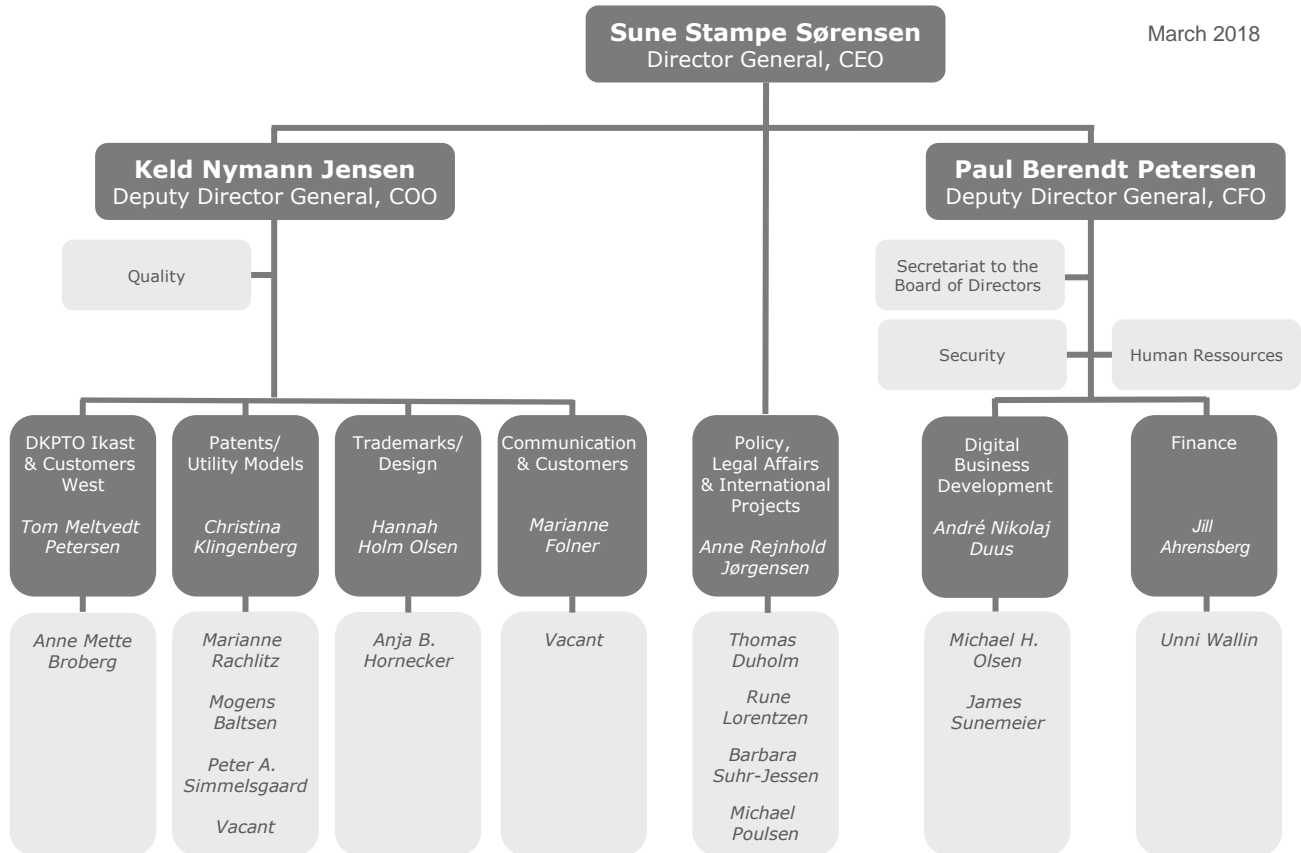 Sune Stampe Sørensen
Director General, CEO
March 2018
Keld Nymann Jensen
Deputy Director General, COO
Paul Berendt Petersen
Deputy Director General, CFO
Quality
Secretariat to the
Board of Directors
Security
Human Ressources
DKPTO Ikast
& Customers
West
Tom Meltvedt
Petersen
Patents/
Utility Models
Christina
Klingenberg
Trademarks/
Design
Hannah
Holm Olsen
Communication
& Customers
Marianne
Folner
Policy,
Legal Affairs
& International
Projects
Anne Rejnhold
Jørgensen
Digital
Business
Development
André Nikolaj
Duus
Finance
Jill
Ahrensberg
Anne Mette
Broberg
Marianne
Rachlitz
Mogens
Baltsen
Peter A.
Simmelsgaard
Vacant
Anja B.
Hornecker
Vacant
Thomas
Duholm
Rune
Lorentzen
Barbara
Suhr-Jessen
Michael
Poulsen
Michael H.
Olsen
James
Sunemeier
Unni Wallin